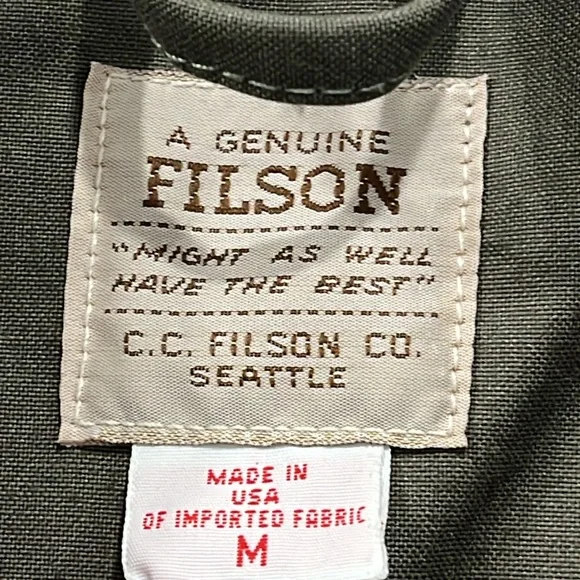 A GENUINE
FILSON
"MIGHT AS WELL
HAVE THE BEST"
C.C. FILSON CO.
SEATTLE
MADE IN
USA
OF IMPORTED FABRIC
M